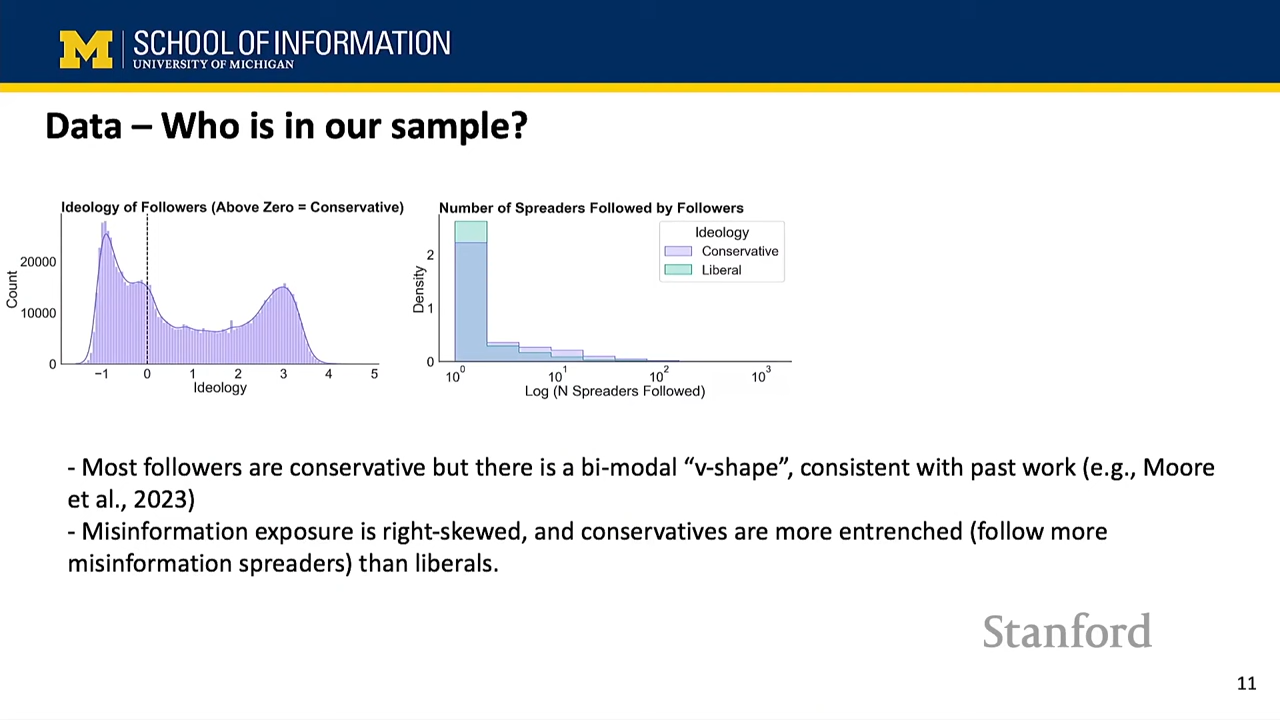 M
SCHOOL OF INFORMATION
UNIVERSITY OF MICHIGAN
Data – Who is in our sample?
Ideology of Followers (Above Zero = Conservative)
20000
10000
0
Count
−1 0 1 2 3 4 5
Ideology
Number of Spreaders Followed by Followers
2
1
0
Density
Ideology
Conservative
Liberal
10^0 10^1 10^2 10^3
Log (N Spreaders Followed)
- Most followers are conservative but there is a bi-modal “v-shape”, consistent with past work (e.g., Moore
et al., 2023)
- Misinformation exposure is right-skewed, and conservatives are more entrenched (follow more
misinformation spreaders) than liberals.
Stanford
11